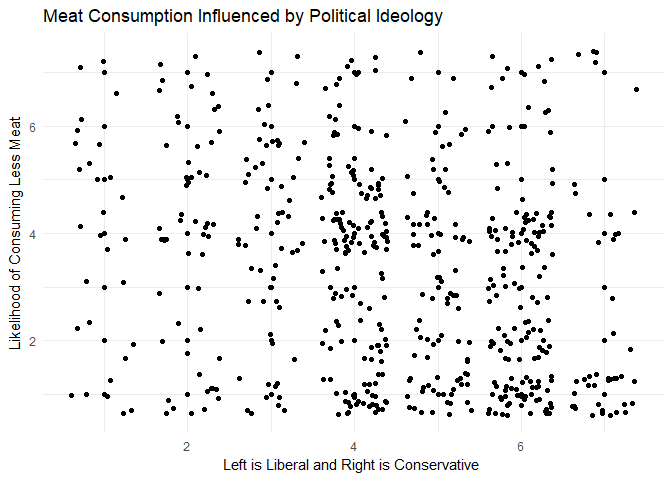 Meat Consumption Influenced by Political Ideology
Likelihood of Consuming Less Meat
6
4
2
2
4
6
Left is Liberal and Right is Conservative